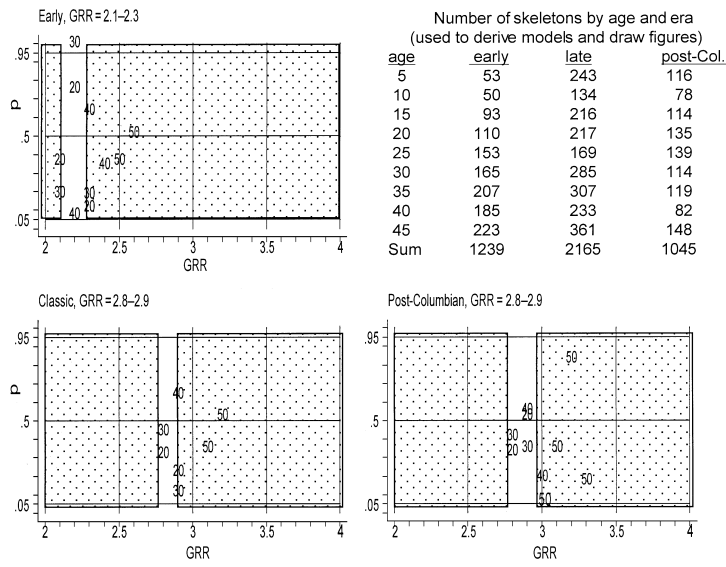 Early, GRR = 2.1–2.3
.95
.5
.05
p
30
20
40
50
20
40
50
30
30
20
40
2
2.5
3
3.5
4
GRR
Number of skeletons by age and era
(used to derive models and draw figures)
age early late post-Col.
5 53 243 116
10 50 134 78
15 93 216 114
20 110 217 135
25 153 169 139
30 165 285 114
35 207 307 119
40 185 233 82
45 223 361 148
Sum 1239 2165 1045
Classic, GRR = 2.8–2.9
.95
.5
.05
p
40
50
30
20
50
20
30
2
2.5
3
3.5
4
GRR
Post-Columbian, GRR = 2.8–2.9
.95
.5
.05
50
40
20
30
20
30
50
40
50
50
2
2.5
3
3.5
4
GRR